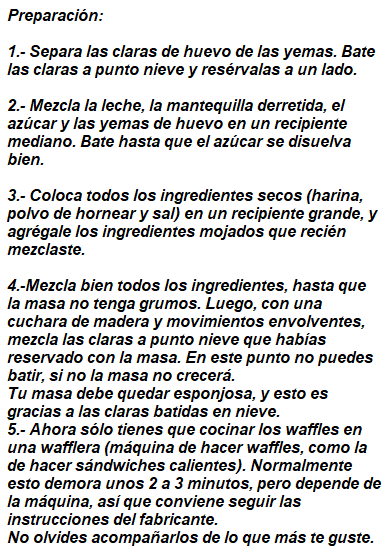 Preparación:
1.- Separa las claras de huevo de las yemas. Bate
las claras a punto nieve y resérvalas a un lado.
2.- Mezcla la leche, la mantequilla derretida, el
azúcar y las yemas de huevo en un recipiente
mediano. Bate hasta que el azúcar se disuelva
bien.
3.- Coloca todos los ingredientes secos (harina,
polvo de hornear y sal) en un recipiente grande, y
agrégale los ingredientes mojados que recién
mezclaste.
4.-Mezcla bien todos los ingredientes, hasta que
la masa no tenga grumos. Luego, con una
cuchara de madera y movimientos envolventes,
mezcla las claras a punto nieve que habías
reservado con la masa. En este punto no puedes
batir, si no la masa no crecerá.
Tu masa debe quedar esponjosa, y esto es
gracias a las claras batidas en nieve.
5.- Ahora sólo tienes que cocinar los waffles en
una wafflera (máquina de hacer waffles, como la
de hacer sándwiches calientes). Normalmente
esto demora unos 2 a 3 minutos, pero depende de
la máquina, así que conviene seguir las
instrucciones del fabricante.
No olvides acompañarlos de lo que más te guste.